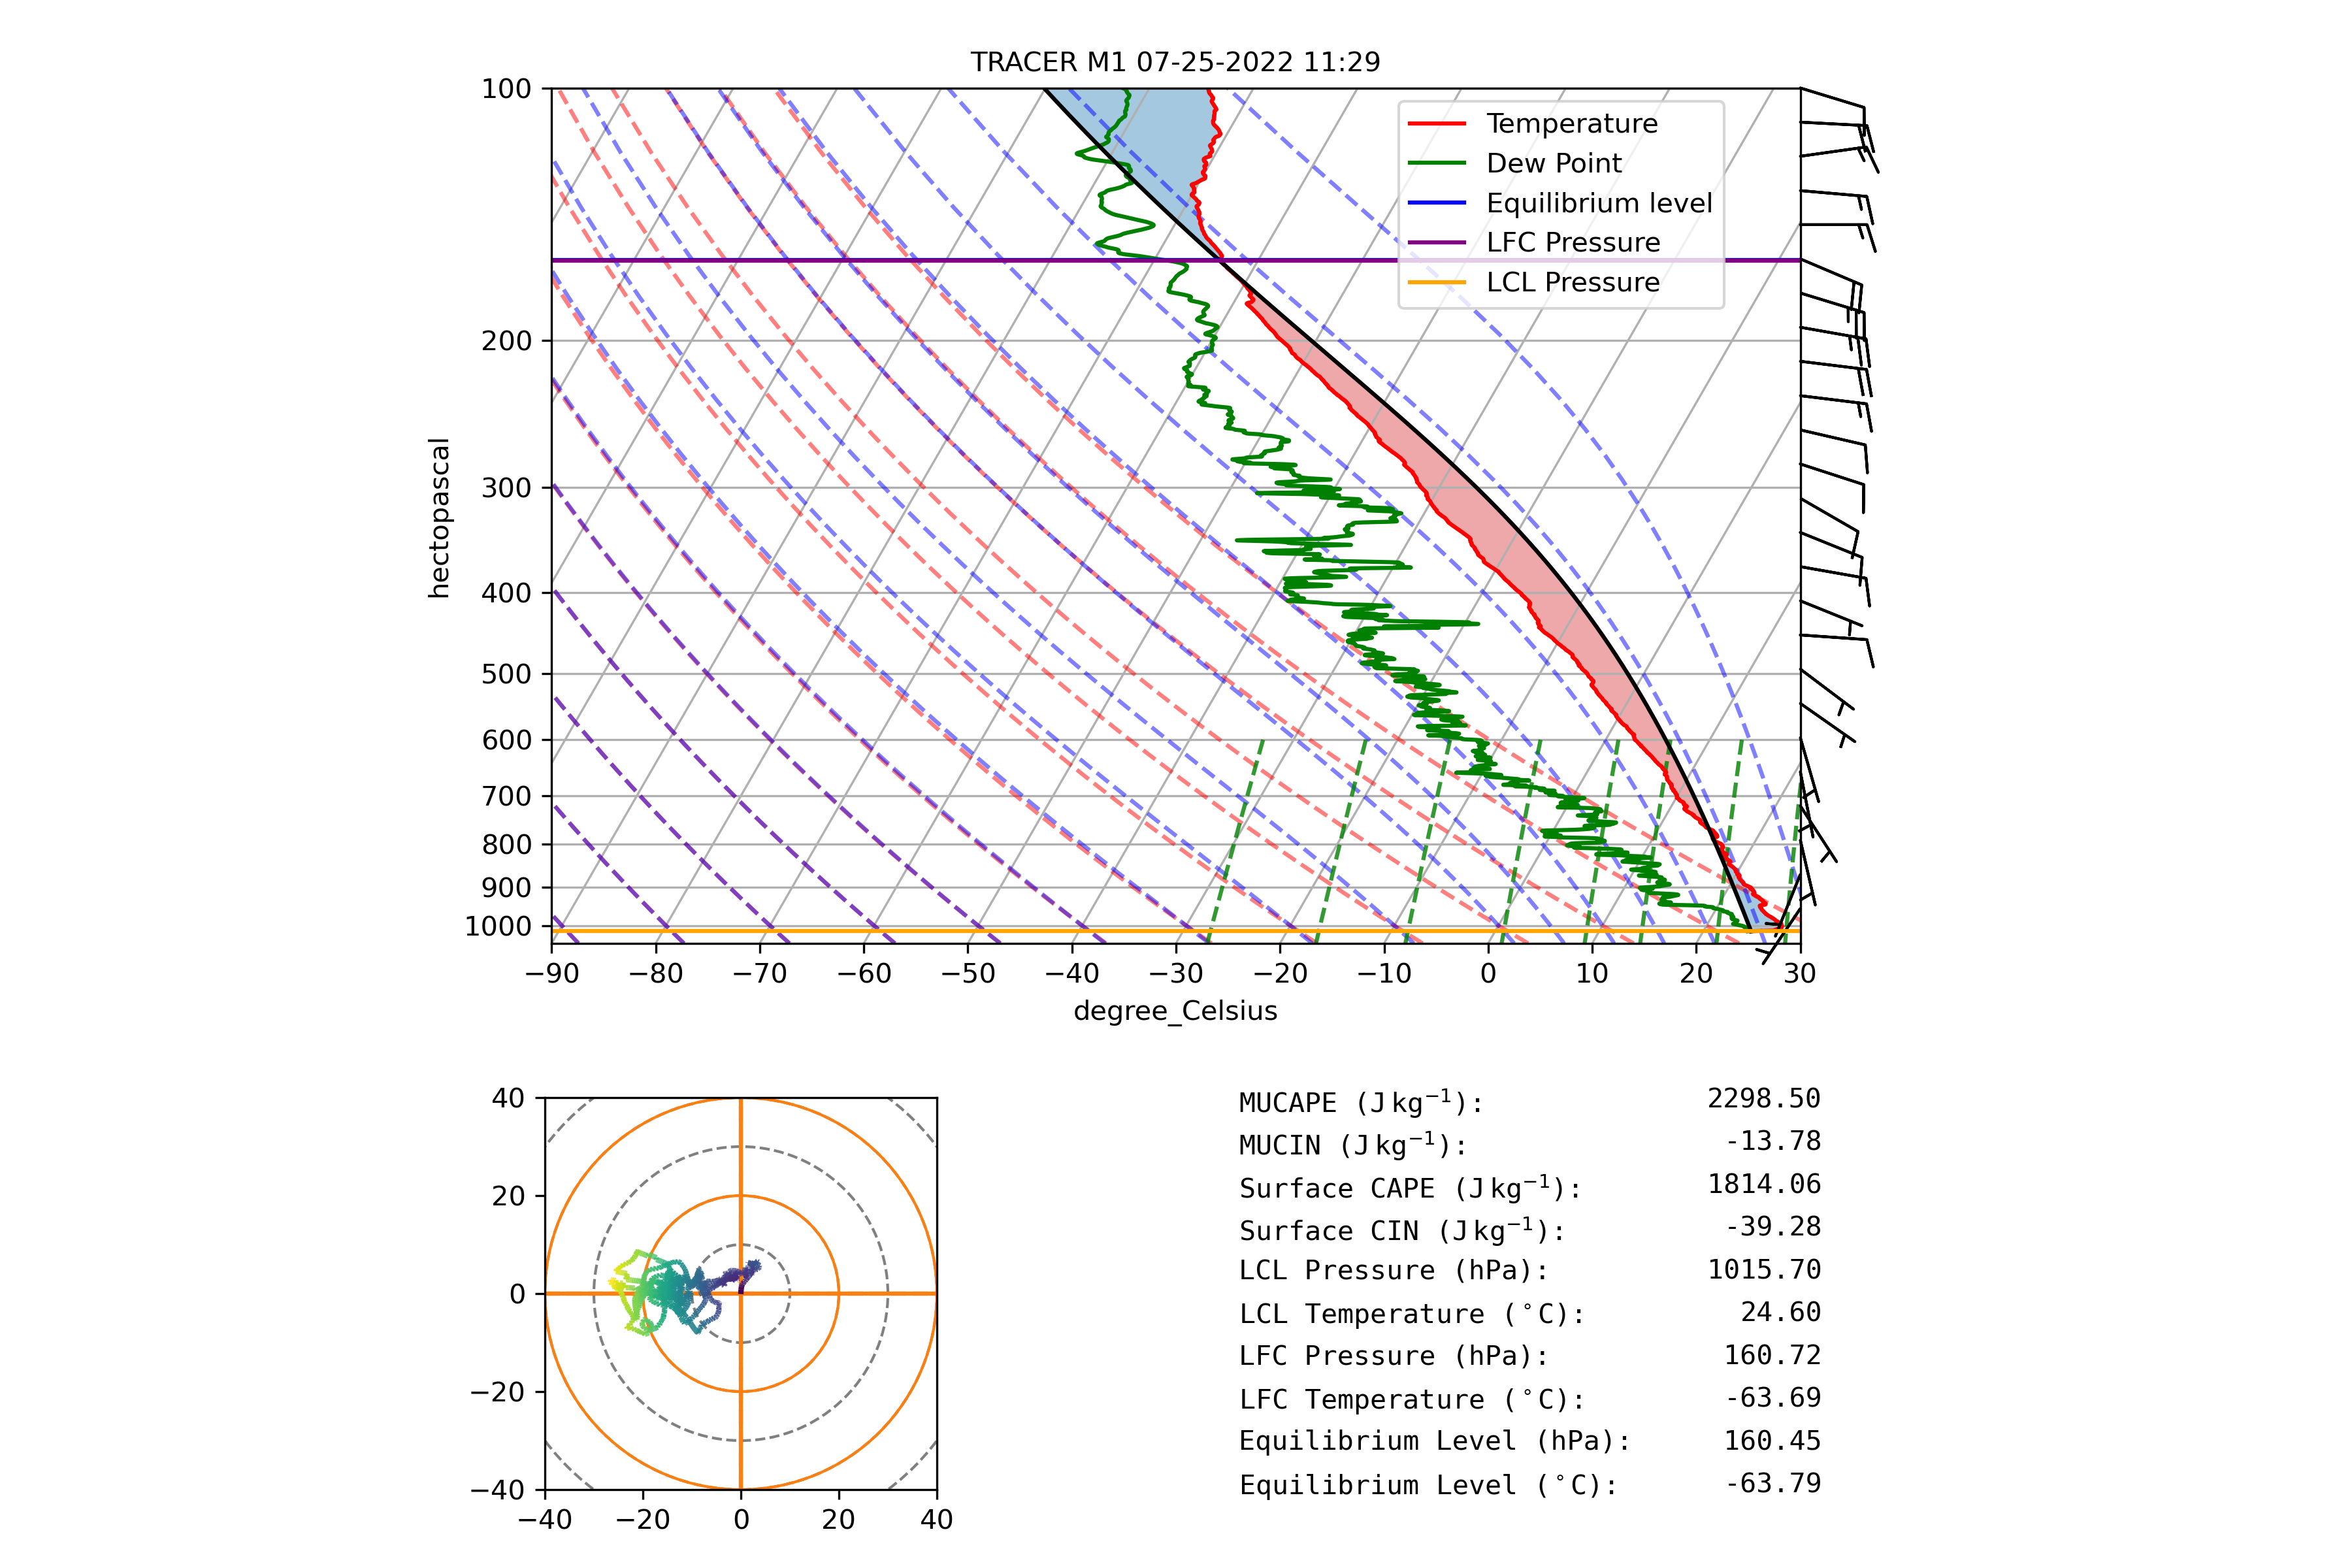 TRACER M1 07-25-2022 11:29
100
200
300
400
500
600
700
800
900
1000
hectopascal
Temperature
Dew Point
Equilibrium level
LFC Pressure
LCL Pressure
−90 −80 −70 −60 −50 −40 −30 −20 −10 0 10 20 30
degree_Celsius
40
20
0
−20
−40
−40 −20 0 20 40
MUCAPE (J kg⁻¹): 2298.50
MUCIN (J kg⁻¹): -13.78
Surface CAPE (J kg⁻¹): 1814.06
Surface CIN (J kg⁻¹): -39.28
LCL Pressure (hPa): 1015.70
LCL Temperature (°C): 24.60
LFC Pressure (hPa): 160.72
LFC Temperature (°C): -63.69
Equilibrium Level (hPa): 160.45
Equilibrium Level (°C): -63.79